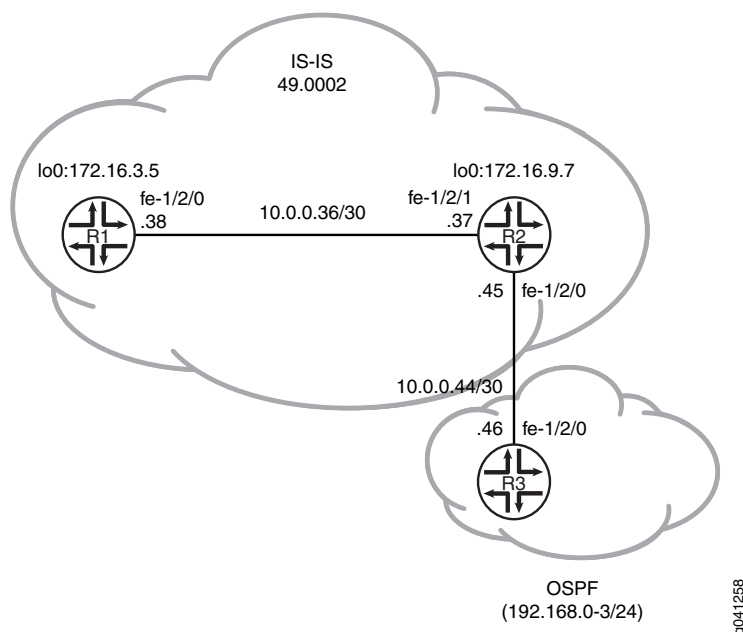 IS-IS
49.0002
lo0:172.16.3.5
lo0:172.16.9.7
fe-1/2/0
.38
10.0.0.36/30
fe-1/2/1
.37
R1
R2
.45
fe-1/2/0
10.0.0.44/30
.46
fe-1/2/0
R3
OSPF
(192.168.0-3/24)
g041258